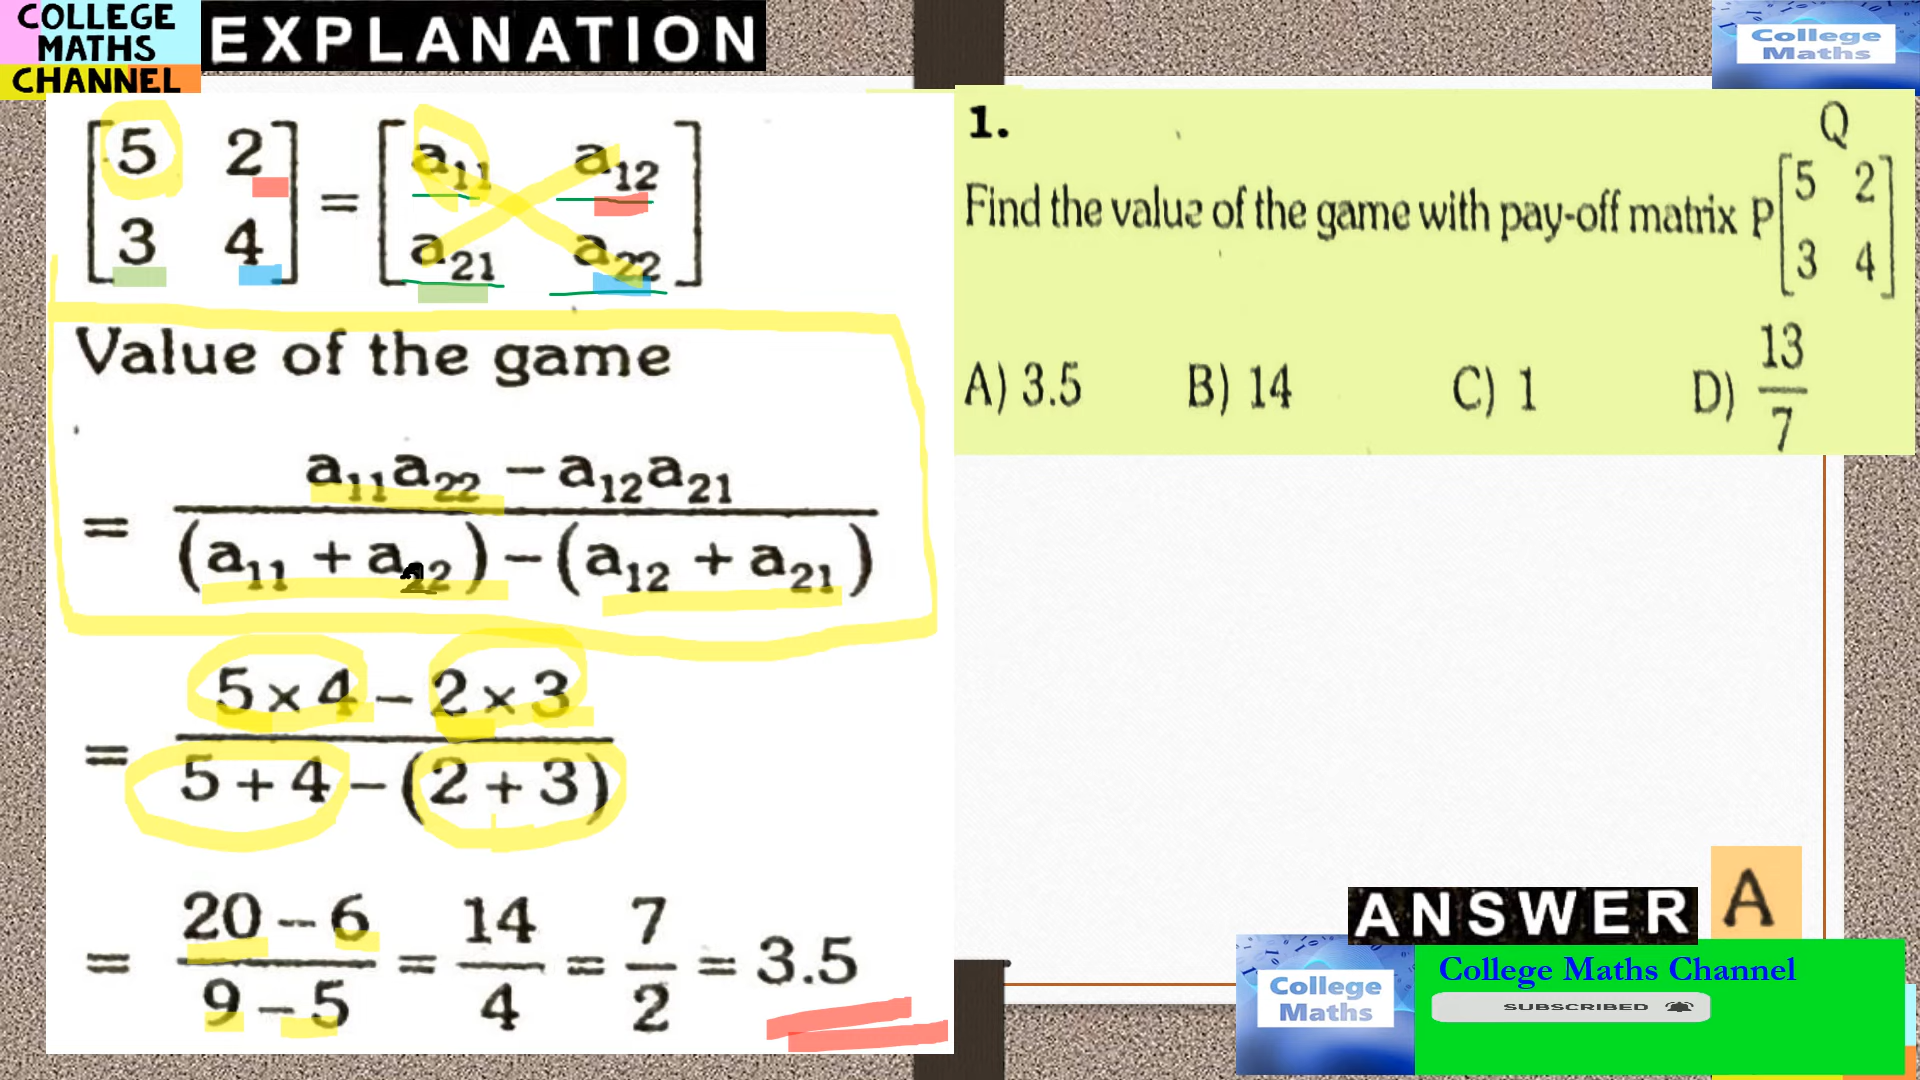 COLLEGE
MATHS
CHANNEL
EXPLANATION
[5 2
3 4] = [a₁₁ a₁₂
a₂₁ a₂₂]
Value of the game
= a₁₁a₂₂ − a₁₂a₂₁ / (a₁₁ + a₂₂) − (a₁₂ + a₂₁)
= 5 × 4 − 2 × 3 / 5 + 4 − (2 + 3)
= 20 − 6 / 9 − 5 = 14 / 4 = 7 / 2 = 3.5
College
Maths
1.
Q
Find the value of the game with pay-off matrix P [5 2
3 4]
A) 3.5 B) 14 C) 1 D) 13/7
ANSWER A
College
Maths
College Maths Channel
SUBSCRIBED